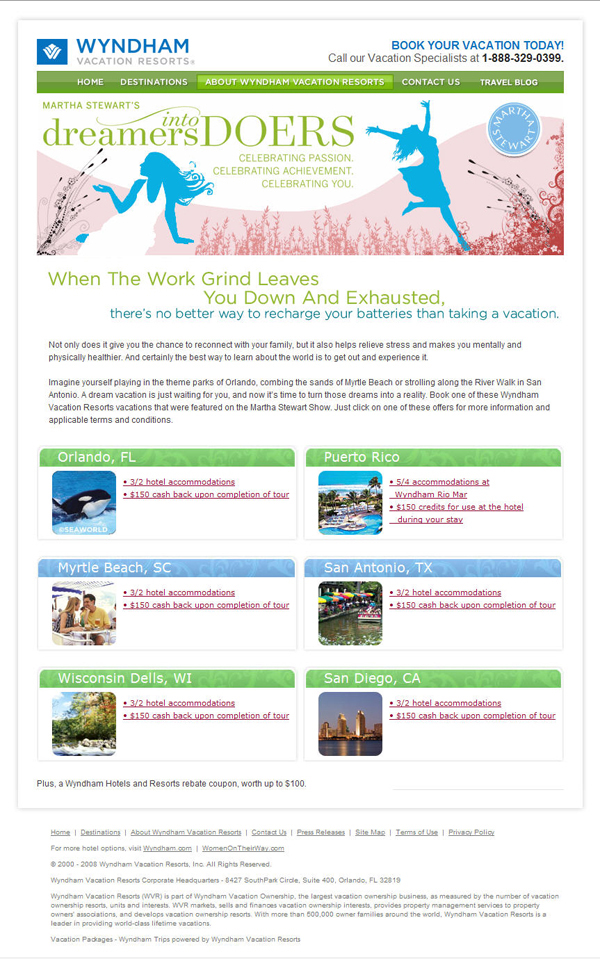 WYNDHAM
VACATION RESORTS®
BOOK YOUR VACATION TODAY!
Call our Vacation Specialists at 1-888-329-0399.
HOME DESTINATIONS ABOUT WYNDHAM VACATION RESORTS CONTACT US TRAVEL BLOG
MARTHA STEWART'S
dreamers into DOERS
CELEBRATING PASSION.
CELEBRATING ACHIEVEMENT.
CELEBRATING YOU.
MARTHA STEWART
When The Work Grind Leaves
You Down And Exhausted,
there's no better way to recharge your batteries than taking a vacation.
Not only does it give you the chance to reconnect with your family, but it also helps relieve stress and makes you mentally and
physically healthier. And certainly the best way to learn about the world is to get out and experience it.
Imagine yourself playing in the theme parks of Orlando, combing the sands of Myrtle Beach or strolling along the River Walk in San
Antonio. A dream vacation is just waiting for you, and now it's time to turn those dreams into a reality. Book one of these Wyndham
Vacation Resorts vacations that were featured on the Martha Stewart Show. Just click on one of these offers for more information and
applicable terms and conditions.
Orlando, FL
• 3/2 hotel accommodations
• $150 cash back upon completion of tour
@SEAWORLD
Puerto Rico
• 5/4 accommodations at
Wyndham Rio Mar
• $150 credits for use at the hotel
during your stay
Myrtle Beach, SC
• 3/2 hotel accommodations
• $150 cash back upon completion of tour
San Antonio, TX
• 3/2 hotel accommodations
• $150 cash back upon completion of tour
Wisconsin Dells, WI
• 3/2 hotel accommodations
• $150 cash back upon completion of tour
San Diego, CA
• 3/2 hotel accommodations
• $150 cash back upon completion of tour
Plus, a Wyndham Hotels and Resorts rebate coupon, worth up to $100.
Home | Destinations | About Wyndham Vacation Resorts | Contact Us | Press Releases | Site Map | Terms of Use | Privacy Policy
For more hotel options, visit Wyndham.com | WomenOnTheirWay.com
© 2000 - 2008 Wyndham Vacation Resorts, Inc. All Rights Reserved.
Wyndham Vacation Resorts Corporate Headquarters - 8427 SouthPark Circle, Suite 400, Orlando, FL 32819
Wyndham Vacation Resorts (WVR) is part of Wyndham Vacation Ownership, the largest vacation ownership business, as measured by the number of vacation
ownership resorts, units and interests. WVR markets, sells and finances vacation ownership interests, provides property management services to property
owners' associations, and develops vacation ownership resorts. With more than 500,000 owner families around the world, Wyndham Vacation Resorts is a
leader in providing world-class lifetime vacations.
Vacation Packages - Wyndham Trips powered by Wyndham Vacation Resorts